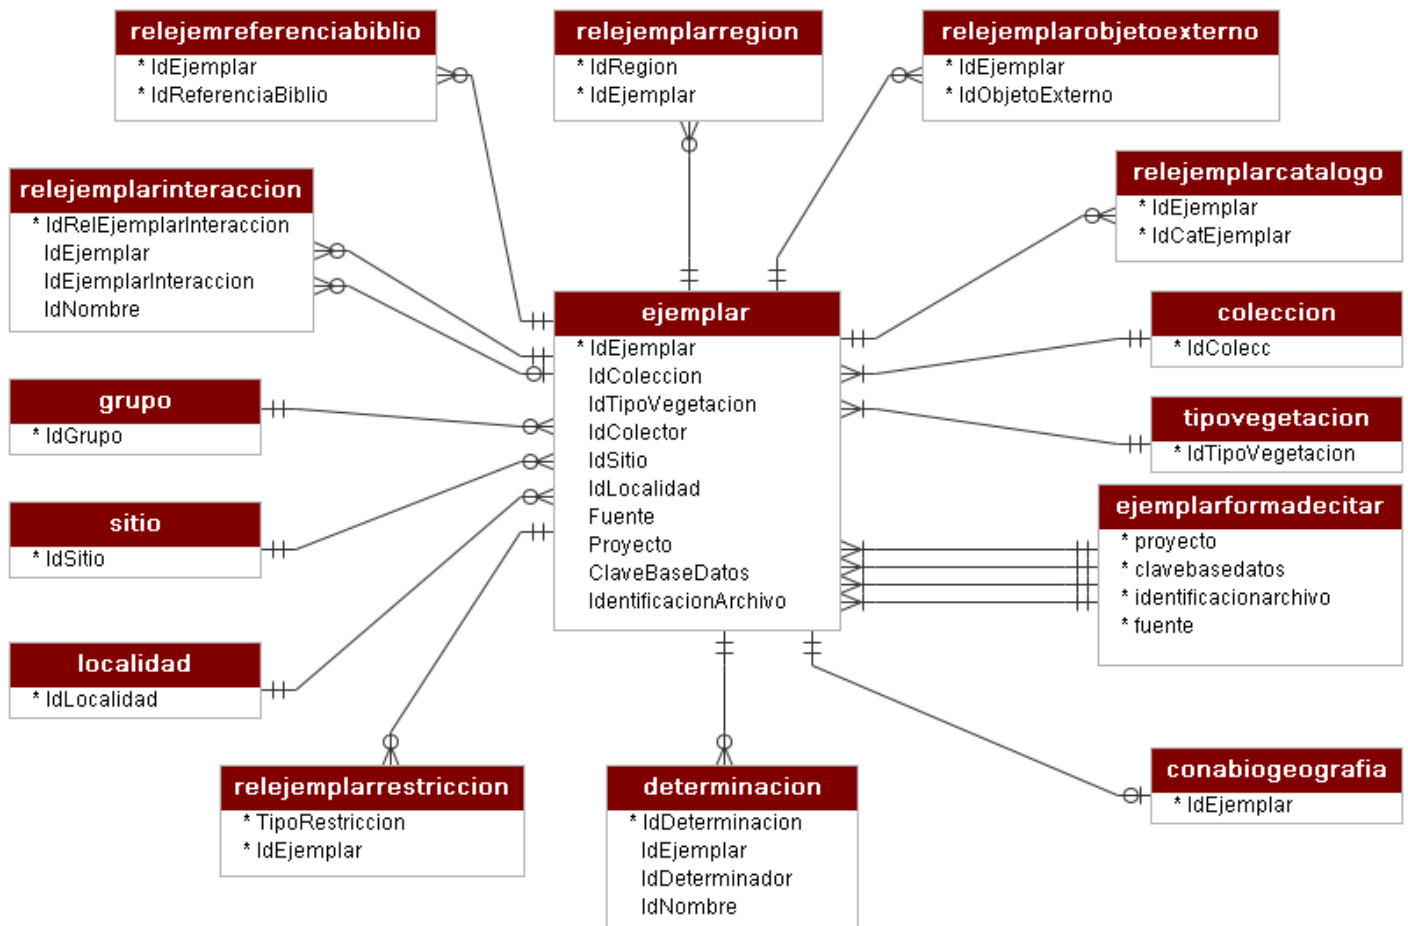 relejemreferenciabiblio
* IdEjemplar
* IdReferenciaBiblio
relejemplarregion
* IdRegion
* IdEjemplar
relejemplarobjetoexterno
* IdEjemplar
* IdObjetoExterno
relejemplarinteraccion
* IdRelEjemplarInteraccion
IdEjemplar
IdEjemplarInteraccion
IdNombre
relejemplarcatalogo
* IdEjemplar
* IdCatEjemplar
ejemplar
* IdEjemplar
IdColeccion
IdTipoVegetacion
IdColector
IdSitio
IdLocalidad
Fuente
Proyecto
ClaveBaseDatos
IdentificacionArchivo
coleccion
* IdColecc
grupo
* IdGrupo
tipovegetacion
* IdTipoVegetacion
sitio
* IdSitio
ejemplarformadecitar
* proyecto
* clavebasedatos
* identificacionarchivo
* fuente
localidad
* IdLocalidad
relejemplarrestriccion
* TipoRestriccion
* IdEjemplar
determinacion
* IdDeterminacion
IdEjemplar
IdDeterminador
IdNombre
conabiogeografia
* IdEjemplar